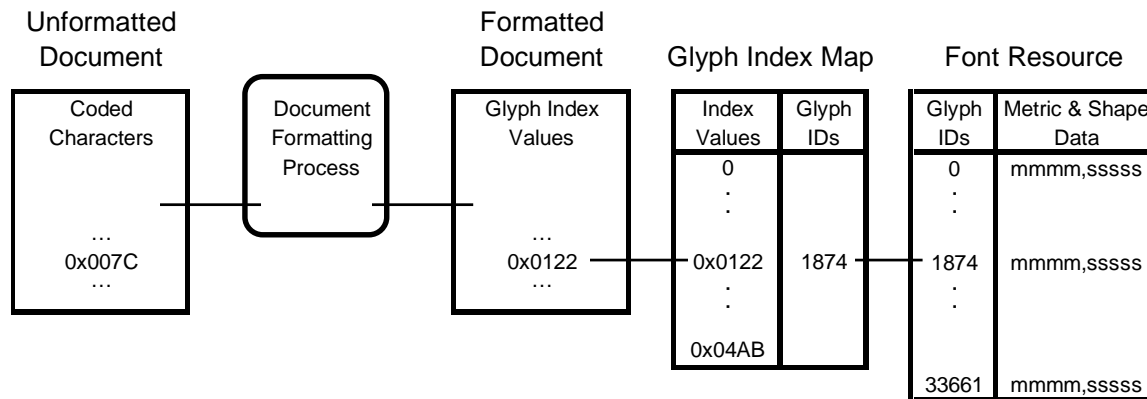 Unformatted
Document
Formatted
Document
Glyph Index Map
Font Resource
Coded
Characters
…
0x007C
…
Document
Formatting
Process
Glyph Index
Values
…
0x0122
…
Index
Values
Glyph
IDs
0
.
.
0x0122
1874
.
.
0x04AB
Glyph
IDs
Metric & Shape
Data
0
mmmm,sssss
.
.
1874
mmmm,sssss
.
.
33661
mmmm,sssss